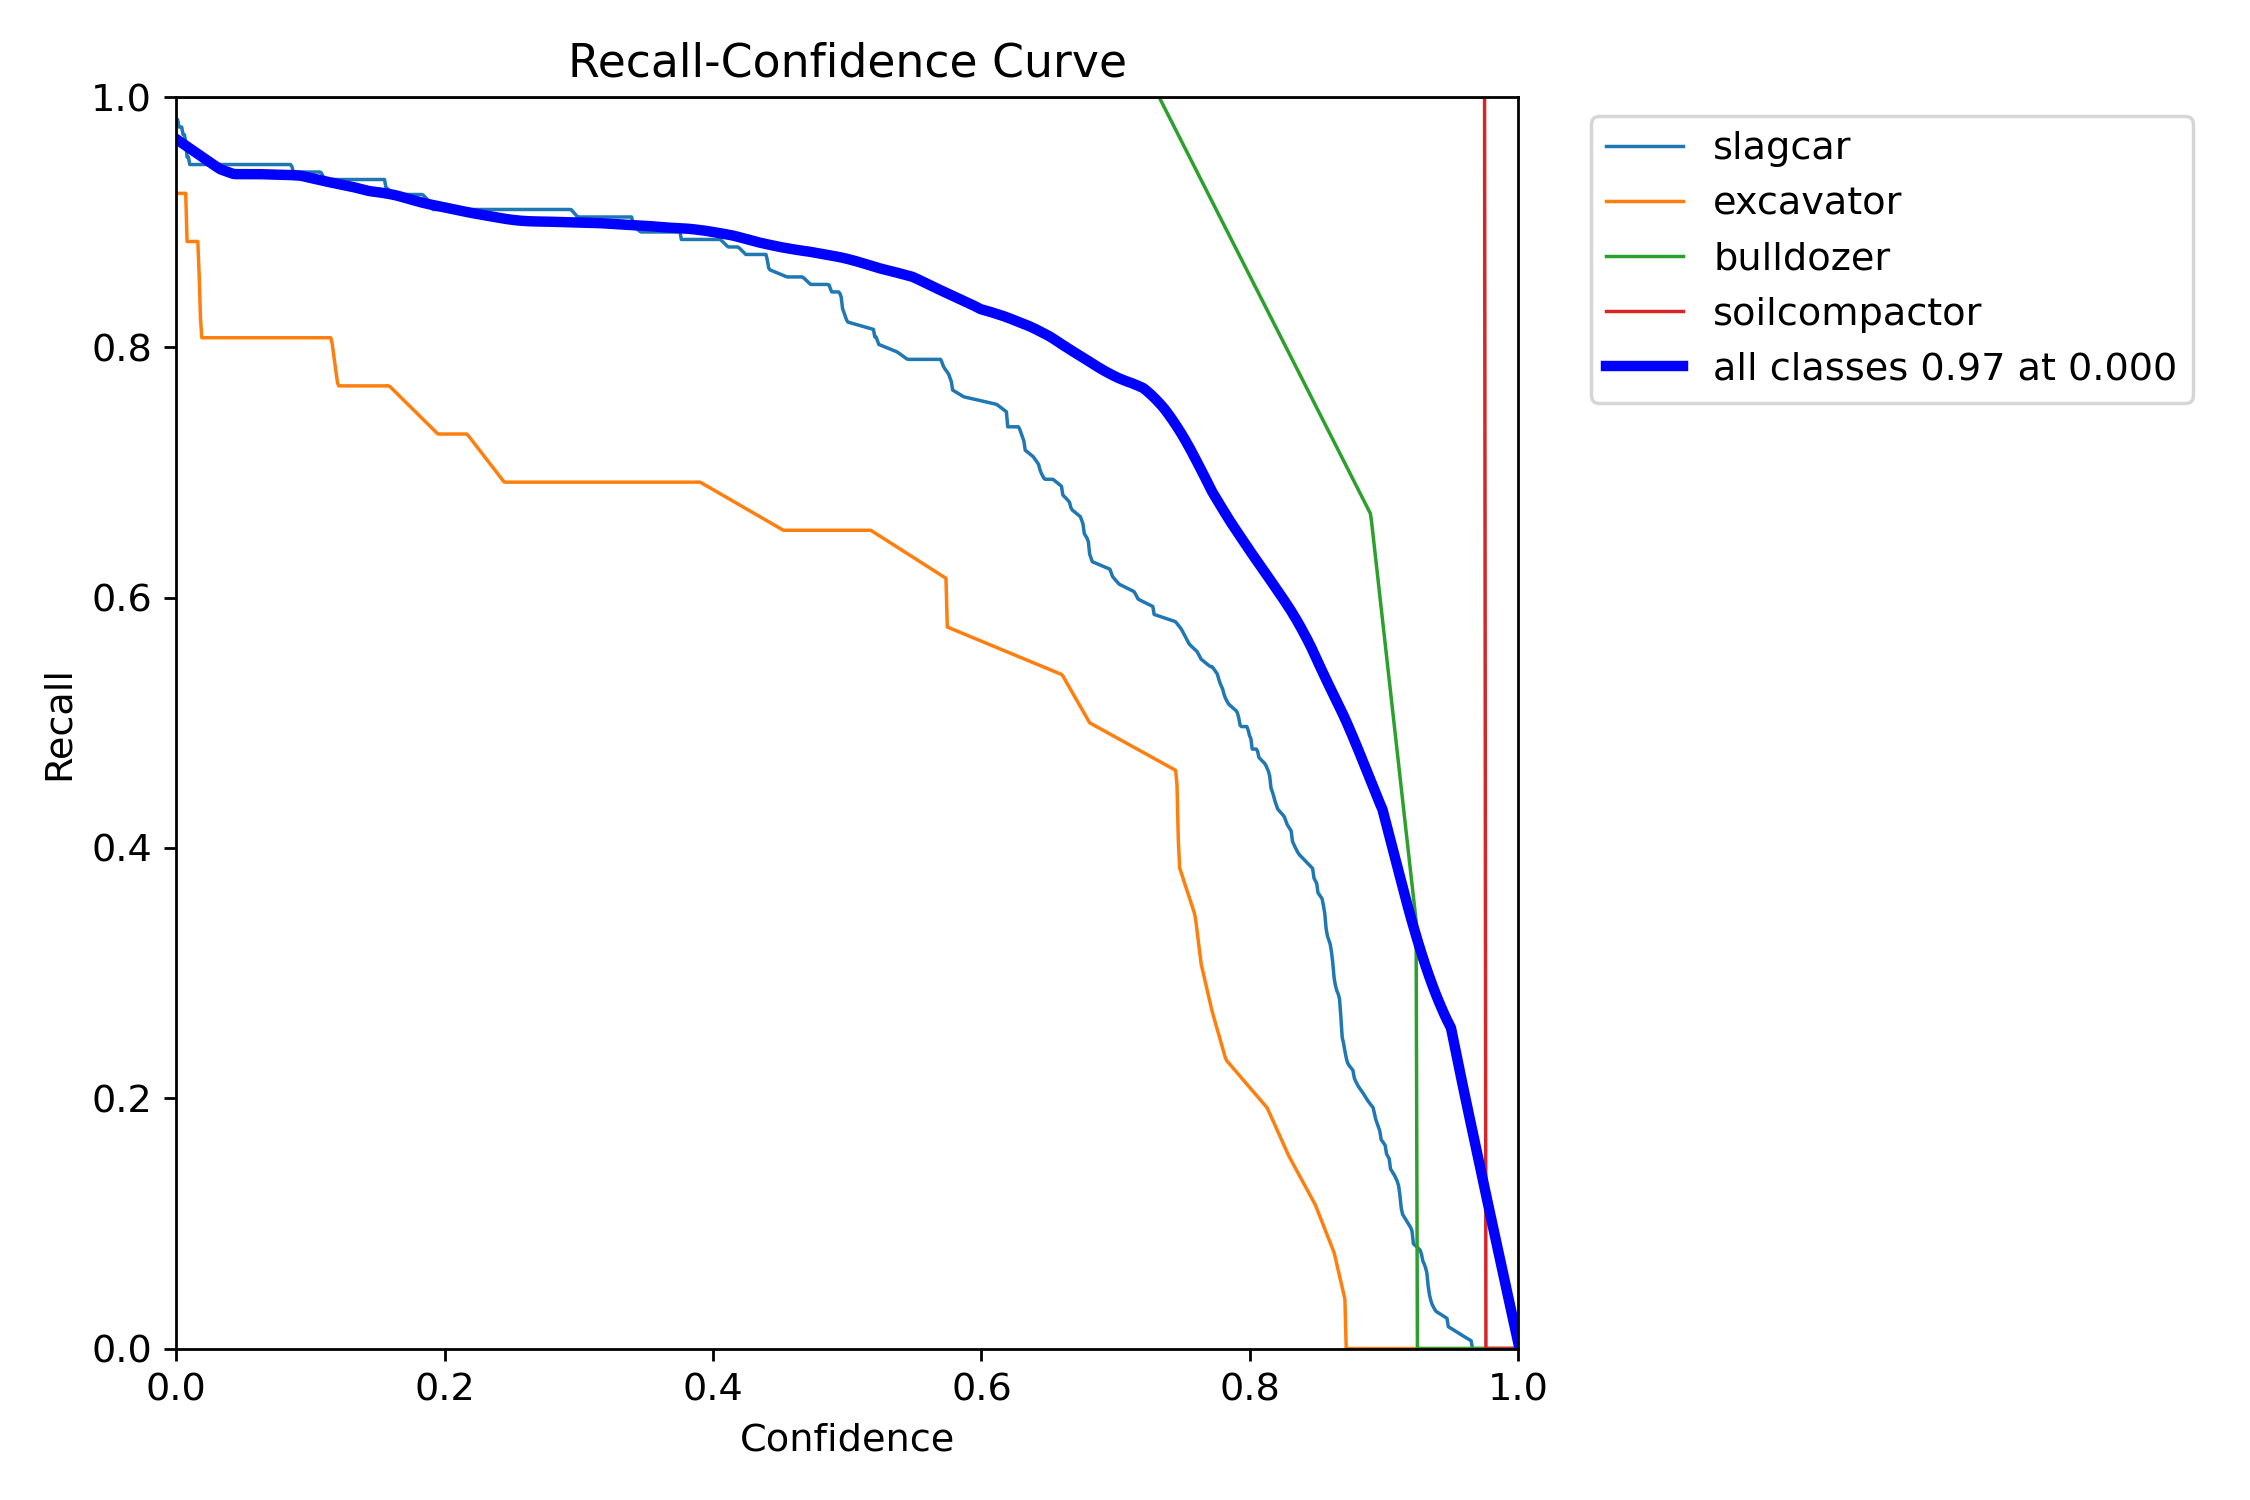 Recall-Confidence Curve
1.0
0.8
0.6
0.4
0.2
0.0
Recall
0.0 0.2 0.4 0.6 0.8 1.0
Confidence
slagcar
excavator
bulldozer
soilcompactor
all classes 0.97 at 0.000